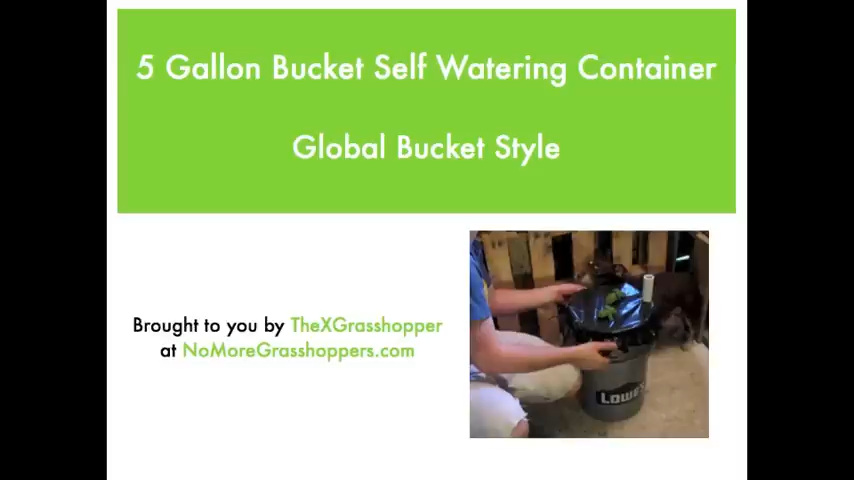 5 Gallon Bucket Self Watering Container
Global Bucket Style
Brought to you by TheXGrasshopper
at NoMoreGrasshoppers.com
LOWE'S